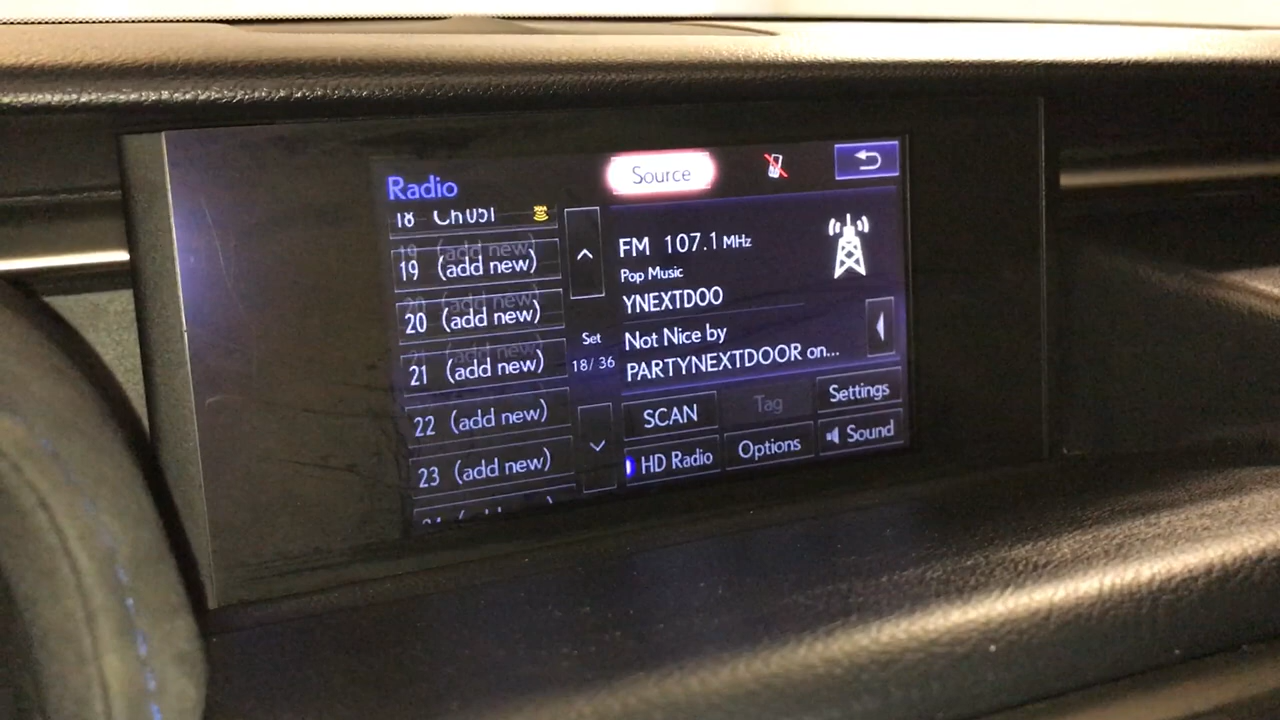 Radio
Source
18 Ch051
19 (add new)
20 (add new)
21 (add new)
22 (add new)
23 (add new)
Set
18/ 36
FM 107.1 MHz
Pop Music
YNEXTDOO
Not Nice by
PARTYNEXTDOOR on...
SCAN
Tag
Settings
HD Radio
Options
Sound